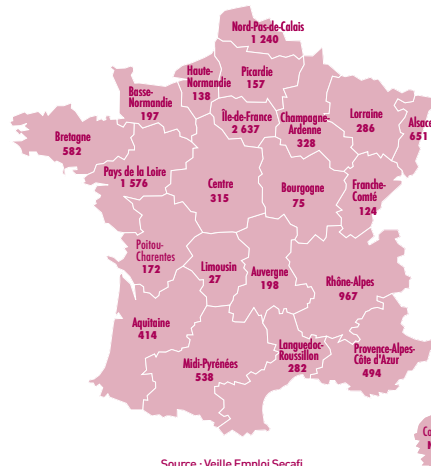 Nord-Pas-de-Calais
1 240
Haute-
Normandie
138
Picardie
157
Basse-
Normandie
197
Île-de-France
2 637
Champagne-
Ardenne
328
Lorraine
286
Alsace
651
Bretagne
582
Pays de la Loire
1 576
Centre
315
Bourgogne
75
Franche-
Comté
124
Poitou-
Charentes
172
Limousin
27
Auvergne
198
Rhône-Alpes
967
Aquitaine
414
Midi-Pyrénées
538
Languedoc-
Roussillon
282
Provence-Alpes-
Côte d'Azur
494
Source : Veille Emploi Secafi